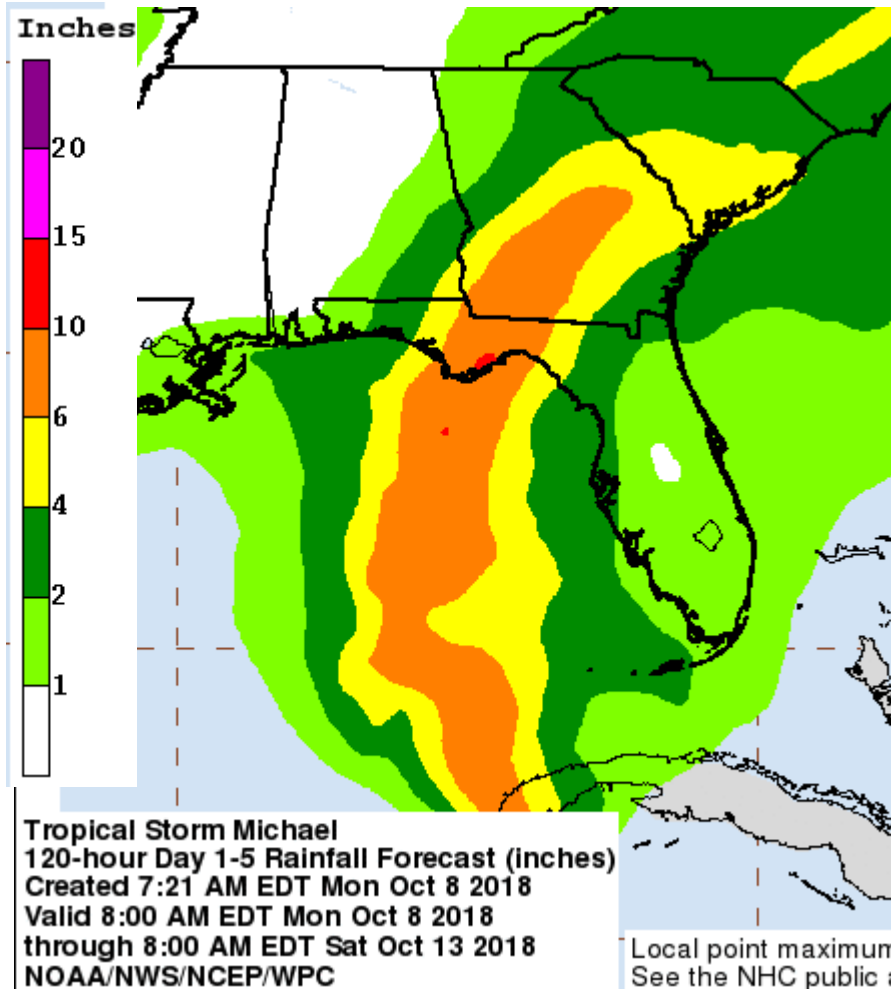 Inches
20
15
10
6
4
2
1
Tropical Storm Michael
120-hour Day 1-5 Rainfall Forecast (inches)
Created 7:21 AM EDT Mon Oct 8 2018
Valid 8:00 AM EDT Mon Oct 8 2018
through 8:00 AM EDT Sat Oct 13 2018
NOAA/NWS/NCEP/WPC
Local point maximum
See the NHC public